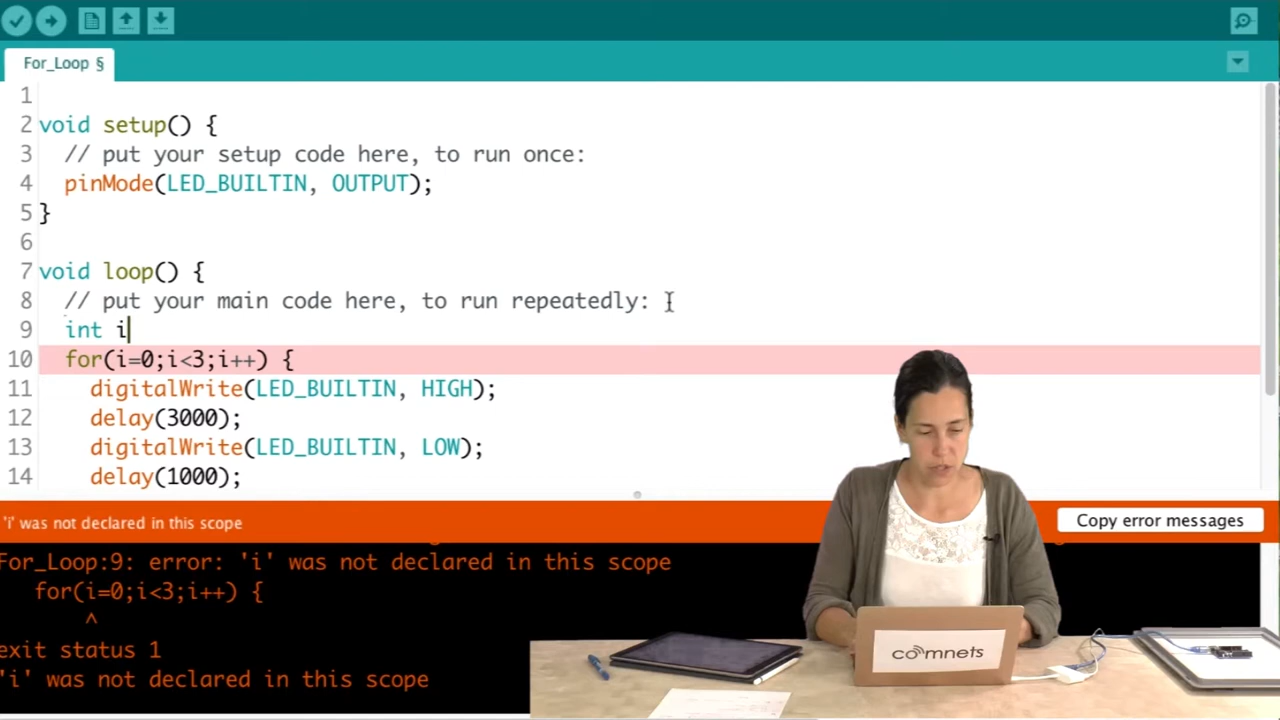 For_Loop §
1
2 void setup() {
3 // put your setup code here, to run once:
4 pinMode(LED_BUILTIN, OUTPUT);
5 }
6
7 void loop() {
8 // put your main code here, to run repeatedly:
9 int i
10 for(i=0;i<3;i++) {
11 digitalWrite(LED_BUILTIN, HIGH);
12 delay(3000);
13 digitalWrite(LED_BUILTIN, LOW);
14 delay(1000);
'i' was not declared in this scope
Copy error messages
For_Loop:9: error: 'i' was not declared in this scope
for(i=0;i<3;i++) {
^
exit status 1
'i' was not declared in this scope
comnets